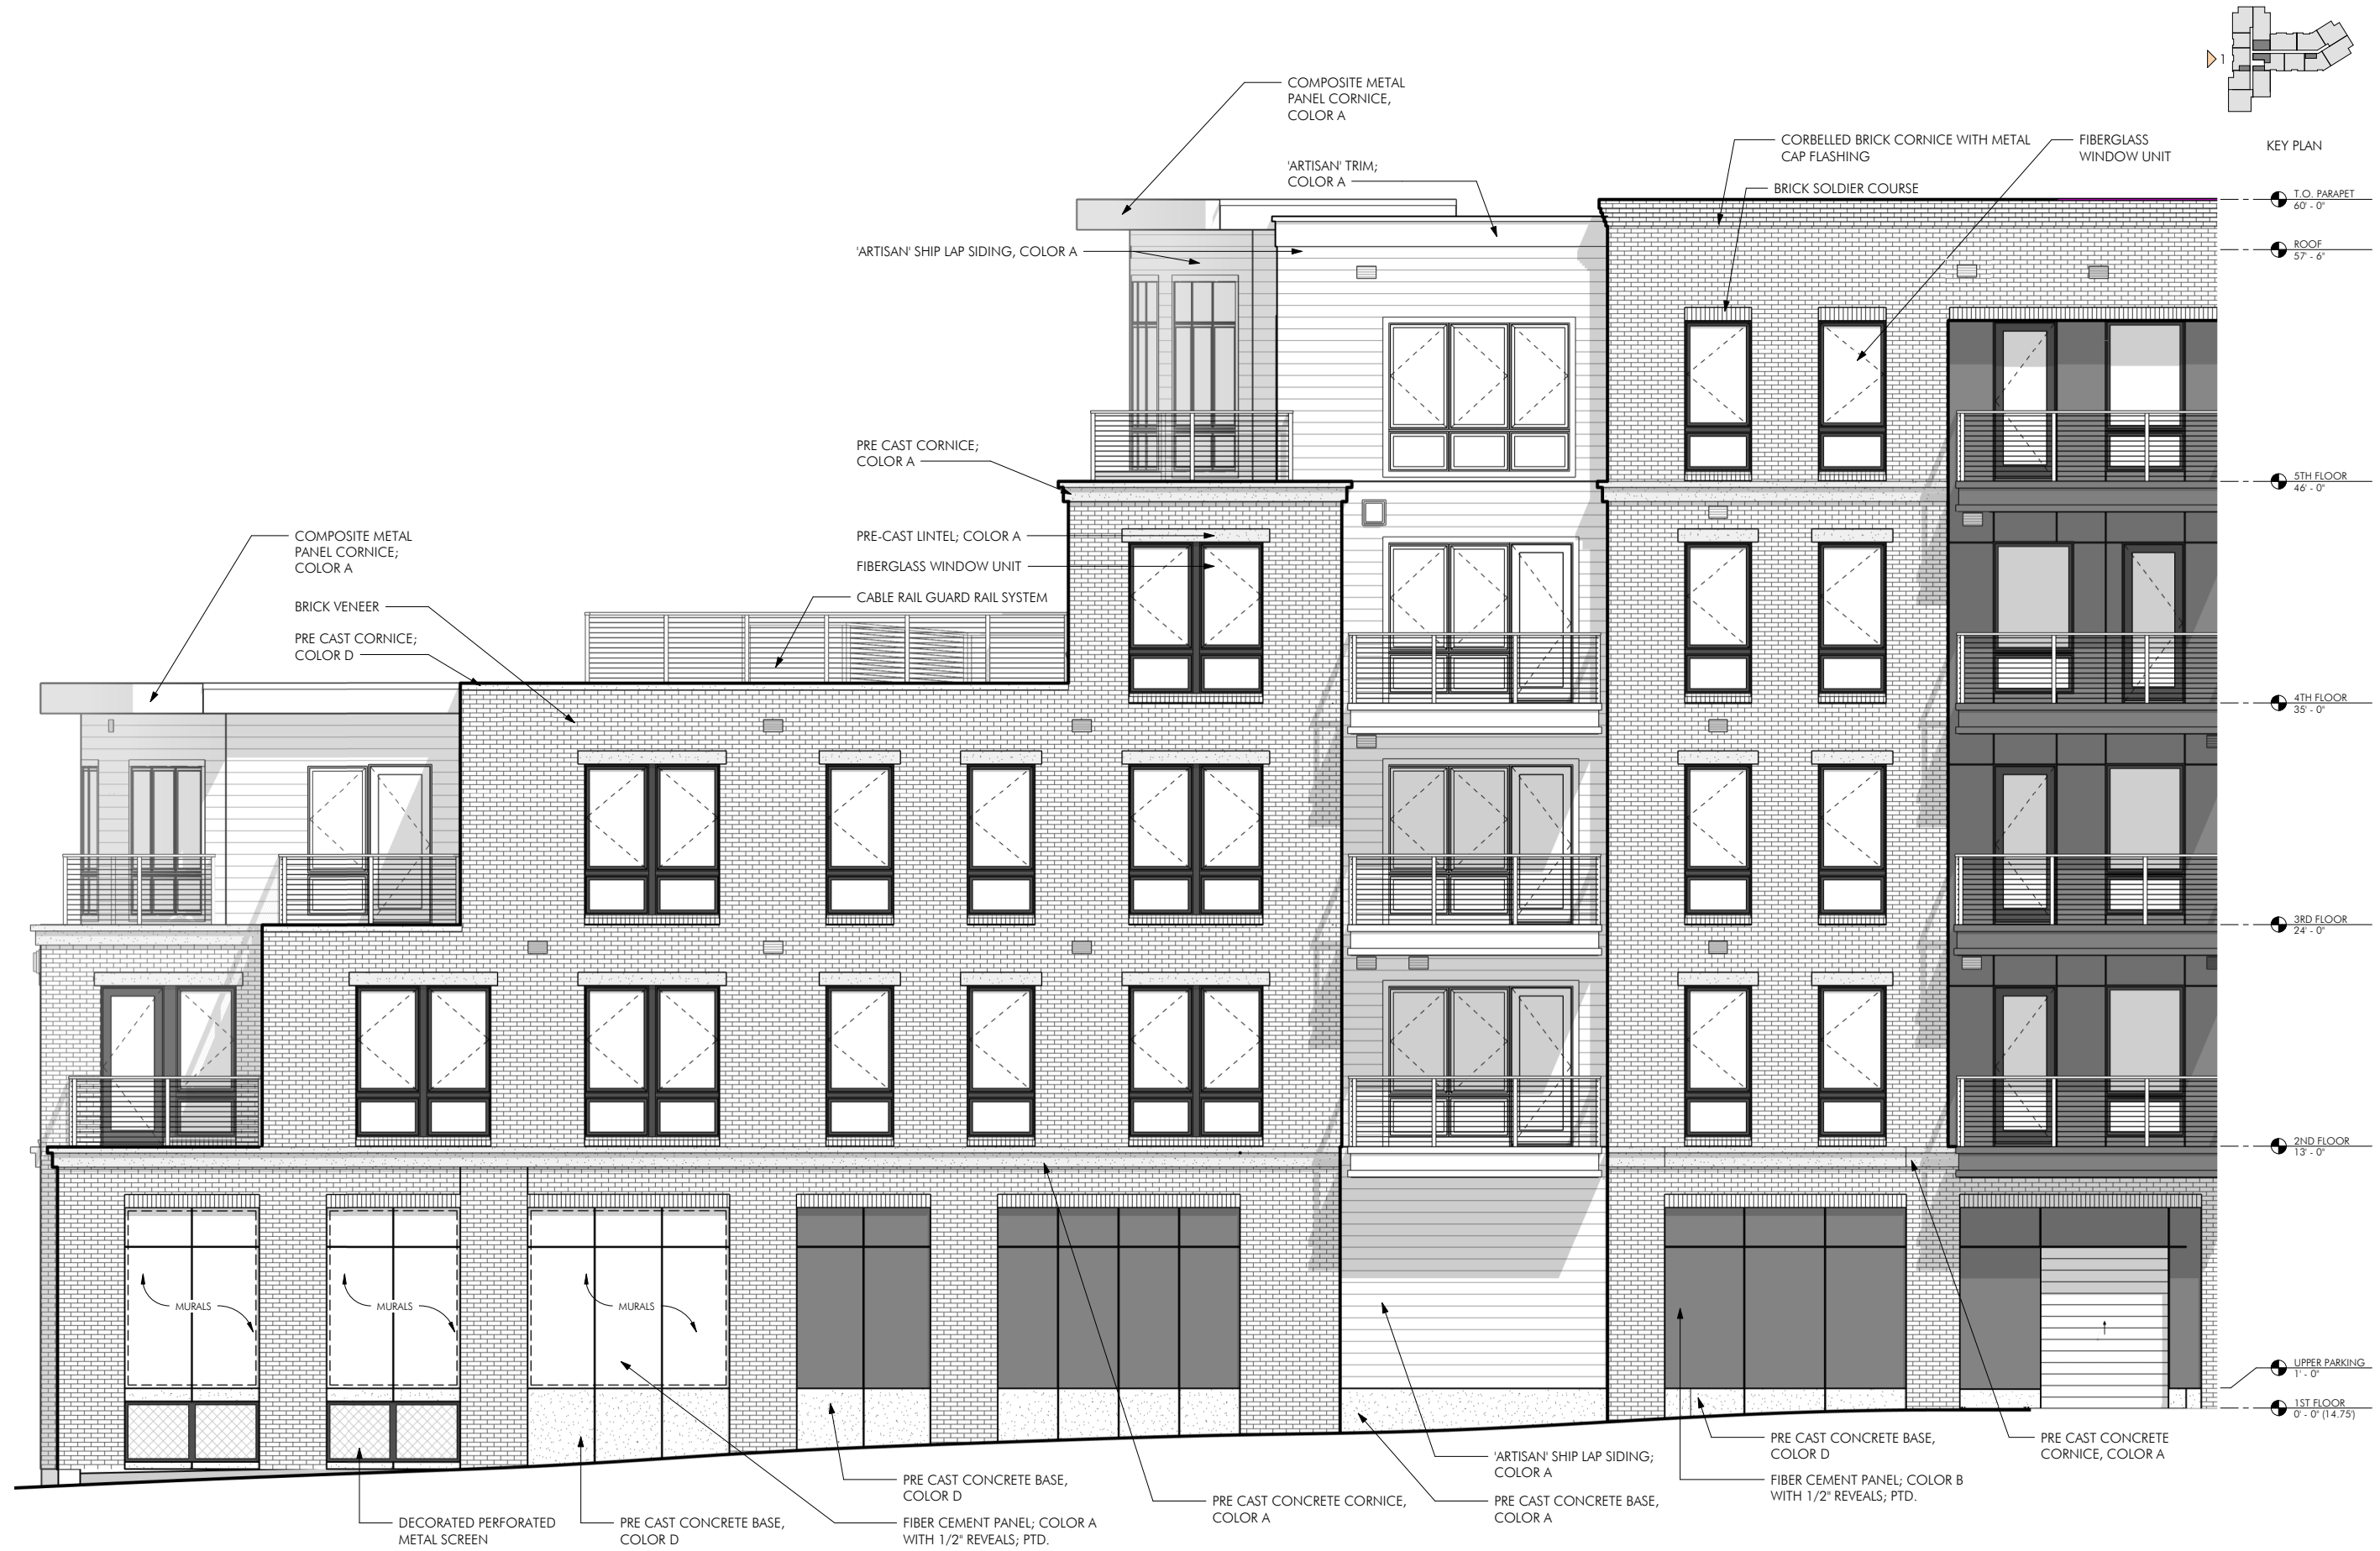 1
COMPOSITE METAL
PANEL CORNICE,
COLOR A
CORBELLED BRICK CORNICE WITH METAL
CAP FLASHING
FIBERGLASS
WINDOW UNIT
KEY PLAN
'ARTISAN' TRIM;
COLOR A
BRICK SOLDIER COURSE
T.O. PARAPET
60' - 0"
'ARTISAN' SHIP LAP SIDING, COLOR A
ROOF
57' - 6"
PRE CAST CORNICE;
COLOR A
5TH FLOOR
46' - 0"
COMPOSITE METAL
PANEL CORNICE;
COLOR A
PRE-CAST LINTEL; COLOR A
FIBERGLASS WINDOW UNIT
CABLE RAIL GUARD RAIL SYSTEM
BRICK VENEER
PRE CAST CORNICE;
COLOR D
4TH FLOOR
35' - 0"
3RD FLOOR
24' - 0"
2ND FLOOR
13' - 0"
MURALS
MURALS
MURALS
UPPER PARKING
1' - 0"
1ST FLOOR
0' - 0" (14.75')
PRE CAST CONCRETE BASE,
COLOR D
PRE CAST CONCRETE
CORNICE, COLOR A
'ARTISAN' SHIP LAP SIDING;
COLOR A
PRE CAST CONCRETE BASE,
COLOR D
FIBER CEMENT PANEL; COLOR B
WITH 1/2" REVEALS; PTD.
PRE CAST CONCRETE CORNICE,
COLOR A
PRE CAST CONCRETE BASE,
COLOR A
DECORATED PERFORATED
METAL SCREEN
PRE CAST CONCRETE BASE,
COLOR D
FIBER CEMENT PANEL; COLOR A
WITH 1/2" REVEALS; PTD.